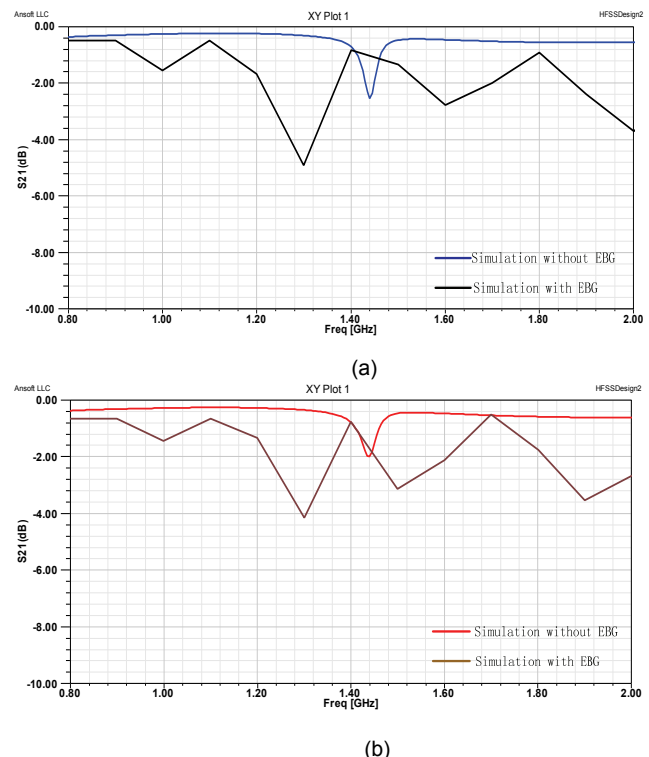 Ansoft LLC XY Plot 1 HFSSDesign2
0.00
-2.00
-4.00
-6.00
-8.00
-10.00
S21(dB)
Simulation without EBG
Simulation with EBG
0.80 1.00 1.20 1.40 1.60 1.80 2.00
Freq [GHz]
(a)
Ansoft LLC XY Plot 1 HFSSDesign2
0.00
-2.00
-4.00
-6.00
-8.00
-10.00
S21(dB)
Simulation without EBG
Simulation with EBG
0.80 1.00 1.20 1.40 1.60 1.80 2.00
Freq [GHz]
(b)